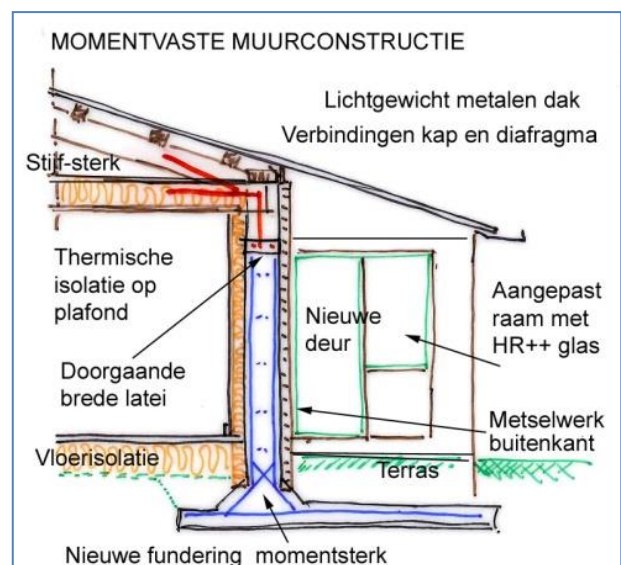 MOMENTVASTE MUURCONSTRUCTIE
Lichtgewicht metalen dak
Verbindingen kap en diafragma
Stijf-sterk
Thermische
isolatie op
plafond
Doorgaande
brede latei
Nieuwe
deur
Aangepast
raam met
HR++ glas
Metselwerk
buitenkant
Vloerisolatie
Terras
Nieuwe fundering momentsterk